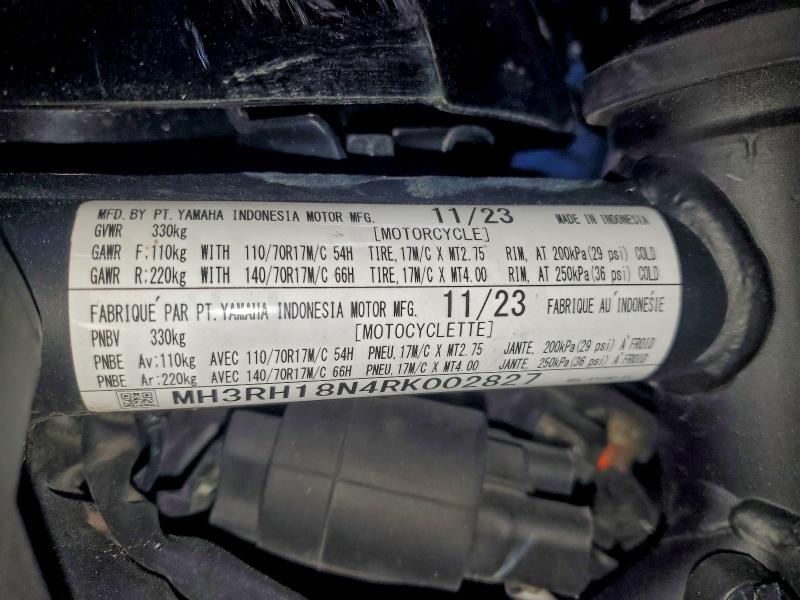 MFD. BY PT. YAMAHA INDONESIA MOTOR MFG. 11/23 MADE IN INDONESIA
GVWR 330kg [MOTORCYCLE]
GAWR F:110kg WITH 110/70R17M/C 54H TIRE, 17M/C X MT2.75 RIM, AT 200kPa(29 psi) COLD
GAWR R:220kg WITH 140/70R17M/C 66H TIRE, 17M/C X MT4.00 RIM, AT 250kPa(36 psi) COLD
FABRIQUÉ PAR PT. YAMAHA INDONESIA MOTOR MFG. 11/23 FABRIQUE AU INDONÉSIE
PNBV 330kg [MOTOCYCLETTE]
PNBE Av:110kg AVEC 110/70R17M/C 54H PNEU, 17M/C X MT2.75 JANTE, 200kPa(29 psi) À FROID
PNBE Ar:220kg AVEC 140/70R17M/C 66H PNEU, 17M/C X MT4.00 JANTE, 250kPa(36 psi) À FROID
MH3RH18N4RK002827